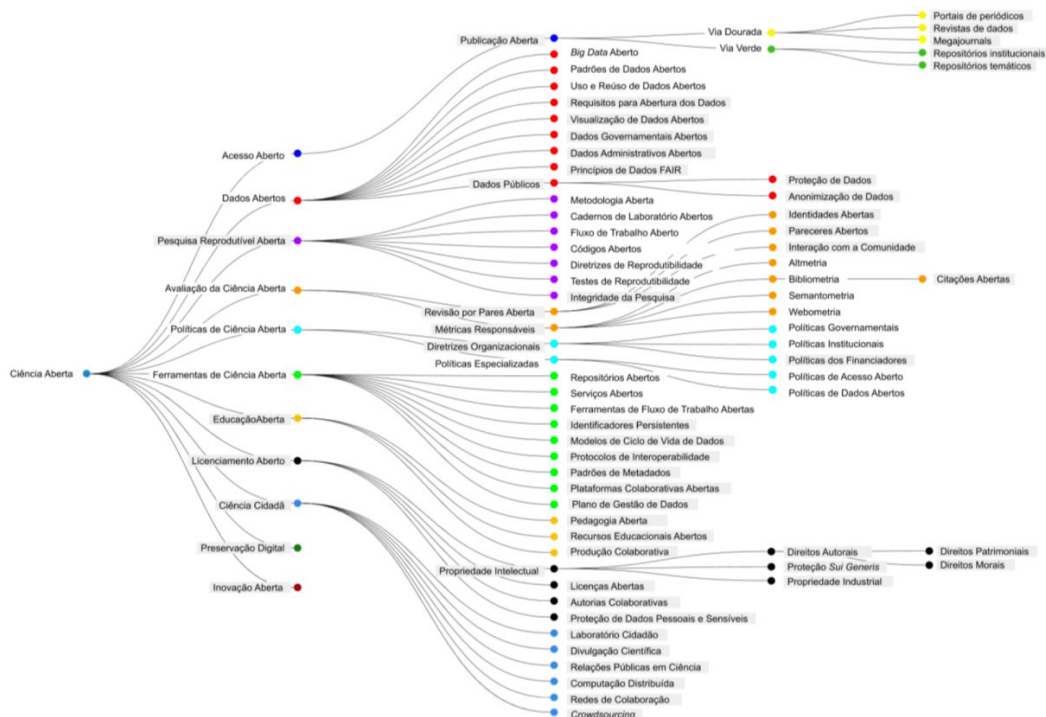 Ciência Aberta
Acesso Aberto
Publicação Aberta
Via Dourada
Portais de periódicos
Revistas de dados
Megajournals
Via Verde
Repositórios institucionais
Repositórios temáticos
Dados Abertos
Big Data Aberto
Padrões de Dados Abertos
Uso e Reúso de Dados Abertos
Requisitos para Abertura dos Dados
Visualização de Dados Abertos
Dados Governamentais Abertos
Dados Administrativos Abertos
Princípios de Dados FAIR
Dados Públicos
Proteção de Dados
Anonimização de Dados
Pesquisa Reprodutível Aberta
Metodologia Aberta
Cadernos de Laboratório Abertos
Fluxo de Trabalho Aberto
Códigos Abertos
Diretrizes de Reprodutibilidade
Testes de Reprodutibilidade
Integridade da Pesquisa
Avaliação da Ciência Aberta
Revisão por Pares Aberta
Identidades Abertas
Pareceres Abertos
Interação com a Comunidade
Métricas Responsáveis
Altmetria
Bibliometria
Citações Abertas
Semantometria
Webometria
Políticas de Ciência Aberta
Diretrizes Organizacionais
Políticas Governamentais
Políticas Institucionais
Políticas dos Financiadores
Políticas Especializadas
Políticas de Acesso Aberto
Políticas de Dados Abertos
Ferramentas de Ciência Aberta
Repositórios Abertos
Serviços Abertos
Ferramentas de Fluxo de Trabalho Abertas
Identificadores Persistentes
Modelos de Ciclo de Vida de Dados
Protocolos de Interoperabilidade
Padrões de Metadados
Plataformas Colaborativas Abertas
Plano de Gestão de Dados
EducaçãoAberta
Pedagogia Aberta
Recursos Educacionais Abertos
Produção Colaborativa
Licenciamento Aberto
Propriedade Intelectual
Direitos Autorais
Direitos Patrimoniais
Direitos Morais
Proteção Sui Generis
Propriedade Industrial
Licenças Abertas
Autorias Colaborativas
Proteção de Dados Pessoais e Sensíveis
Ciência Cidadã
Laboratório Cidadão
Divulgação Científica
Relações Públicas em Ciência
Computação Distribuída
Redes de Colaboração
Crowdsourcing
Preservação Digital
Inovação Aberta